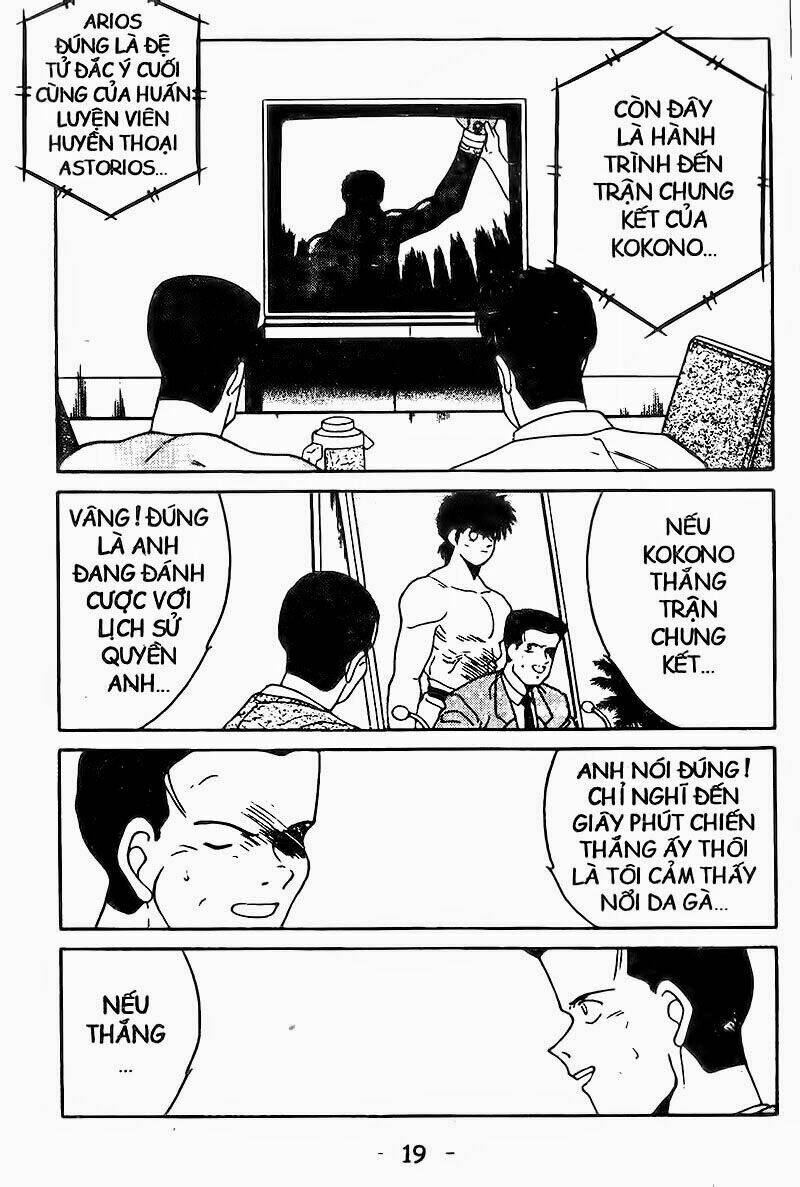 ARIOS
ĐÚNG LÀ ĐỆ
TỬ ĐẮC Ý CUỐI
CÙNG CỦA HUẤN
LUYỆN VIÊN
HUYỀN THOẠI
ASTORIOS...
CÒN ĐÂY
LÀ HÀNH
TRÌNH ĐẾN
TRẬN CHUNG
KẾT CỦA
KOKONO...
VÂNG! ĐÚNG
LÀ ANH
ĐANG ĐÁNH
CƯỢC VỚI
LỊCH SỬ
QUYỀN
ANH...
NẾU
KOKONO
THẮNG
TRẬN
CHUNG
KẾT...
ANH NÓI ĐÚNG!
CHỈ NGHĨ ĐẾN
GIÂY PHÚT CHIẾN
THẮNG ẤY THÔI
LÀ TÔI CẢM THẤY
NỔI DA GÀ...
NẾU
THẮNG
...
- 19 -